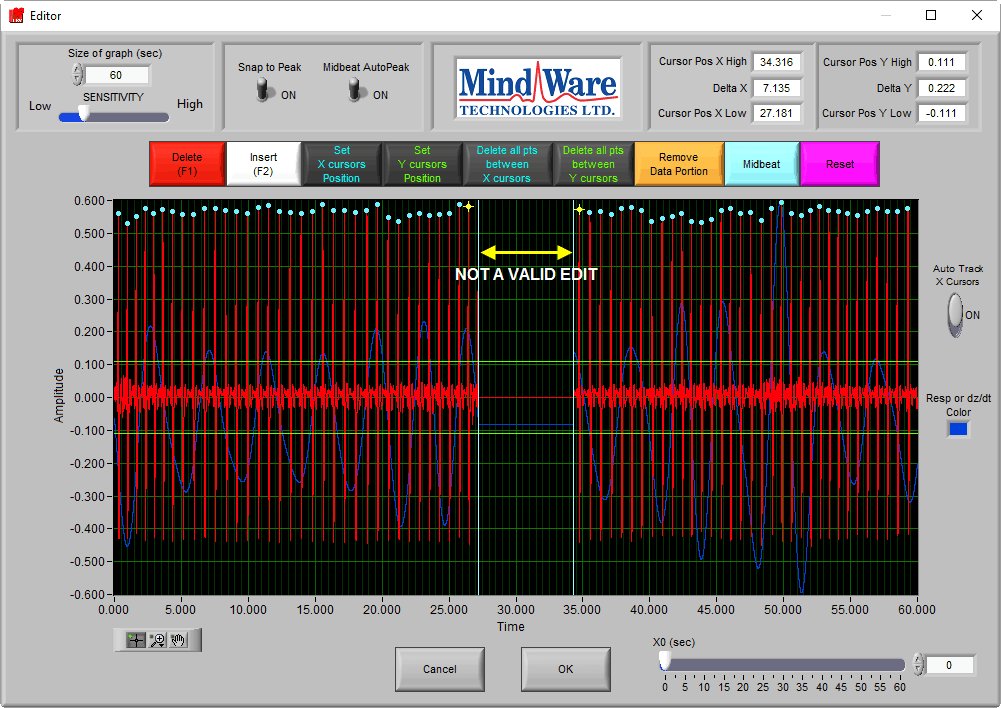 Editor
Size of graph (sec)
60
SENSITIVITY
Low
High
Snap to Peak
ON
Midbeat AutoPeak
ON
MindWare
TECHNOLOGIES LTD.
Cursor Pos X High 34.316
Delta X 7.135
Cursor Pos X Low 27.181
Cursor Pos Y High 0.111
Delta Y 0.222
Cursor Pos Y Low -0.111
Delete
(F1)
Insert
(F2)
Set
X cursors
Position
Set
Y cursors
Position
Delete all pts
between
X cursors
Delete all pts
between
Y cursors
Remove
Data Portion
Midbeat
Reset
0.600
0.500
0.400
0.300
0.200
0.100
0.000
-0.100
-0.200
-0.300
-0.400
-0.500
-0.600
Amplitude
NOT A VALID EDIT
0.000 5.000 10.000 15.000 20.000 25.000 30.000 35.000 40.000 45.000 50.000 55.000 60.000
Time
Auto Track
X Cursors
ON
Resp or dz/dt
Color
Cancel
OK
X0 (sec)
0
0 5 10 15 20 25 30 35 40 45 50 55 60